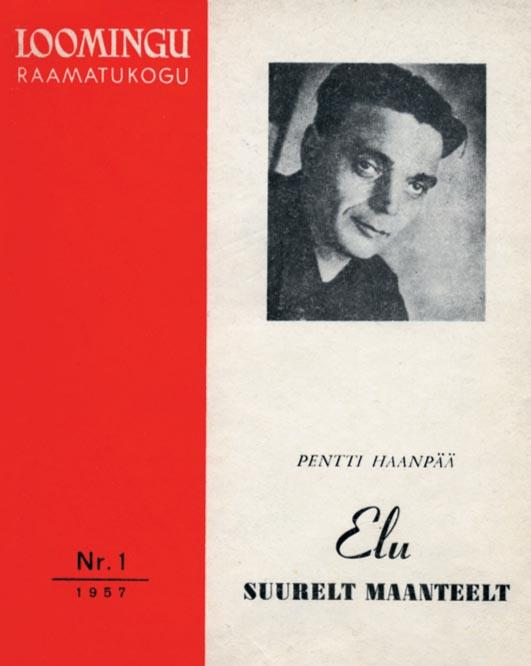 LOOMINGU
RAAMATUKOGU
PENTTI HAANPÄÄ
Elu
SUURELT MAANTEELT
Nr. 1
1957